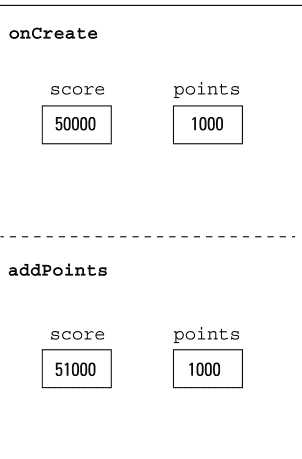 onCreate
score points
50000 1000
addPoints
score points
51000 1000